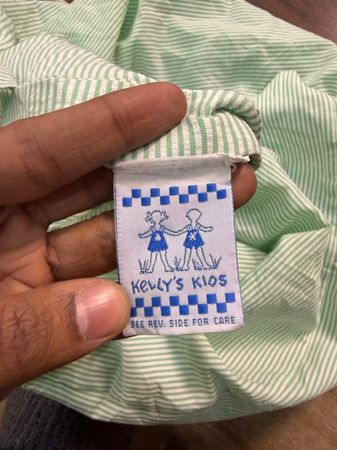 KELLY'S KIDS
SEE REV. SIDE FOR CARE